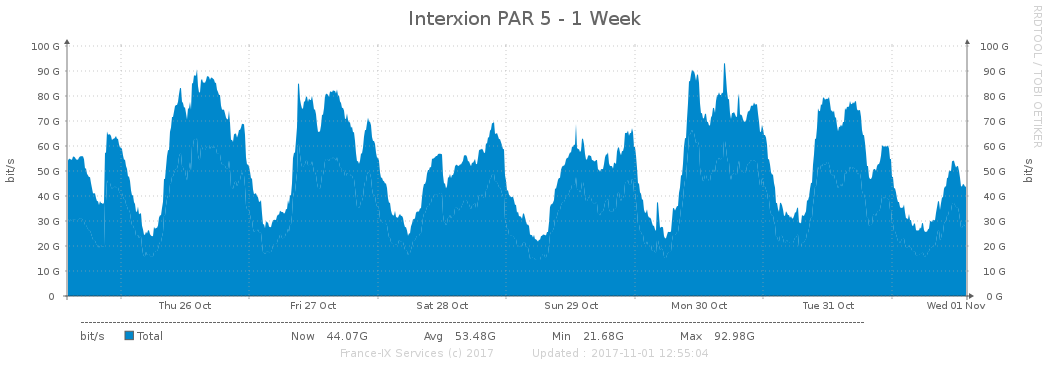 Interxion PAR 5 - 1 Week
RRDTOOL / TOBI OETIKER
100 G 100 G
90 G 90 G
80 G 80 G
70 G 70 G
60 G 60 G
50 G 50 G
40 G 40 G
30 G 30 G
20 G 20 G
10 G 10 G
0 0 G
bit/s bit/s
Thu 26 Oct Fri 27 Oct Sat 28 Oct Sun 29 Oct Mon 30 Oct Tue 31 Oct Wed 01 Nov
bit/s Total Now 44.07G Avg 53.48G Min 21.68G Max 92.98G
France-IX Services (c) 2017 Updated : 2017-11-01 12:55:04